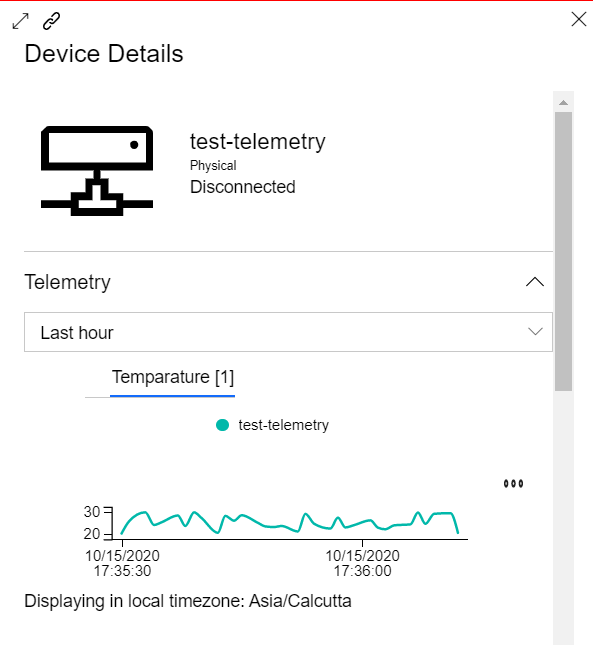 Device Details
test-telemetry
Physical
Disconnected
Telemetry
Last hour
Temparature [1]
test-telemetry
30
20
10/15/2020 10/15/2020
17:35:30 17:36:00
Displaying in local timezone: Asia/Calcutta